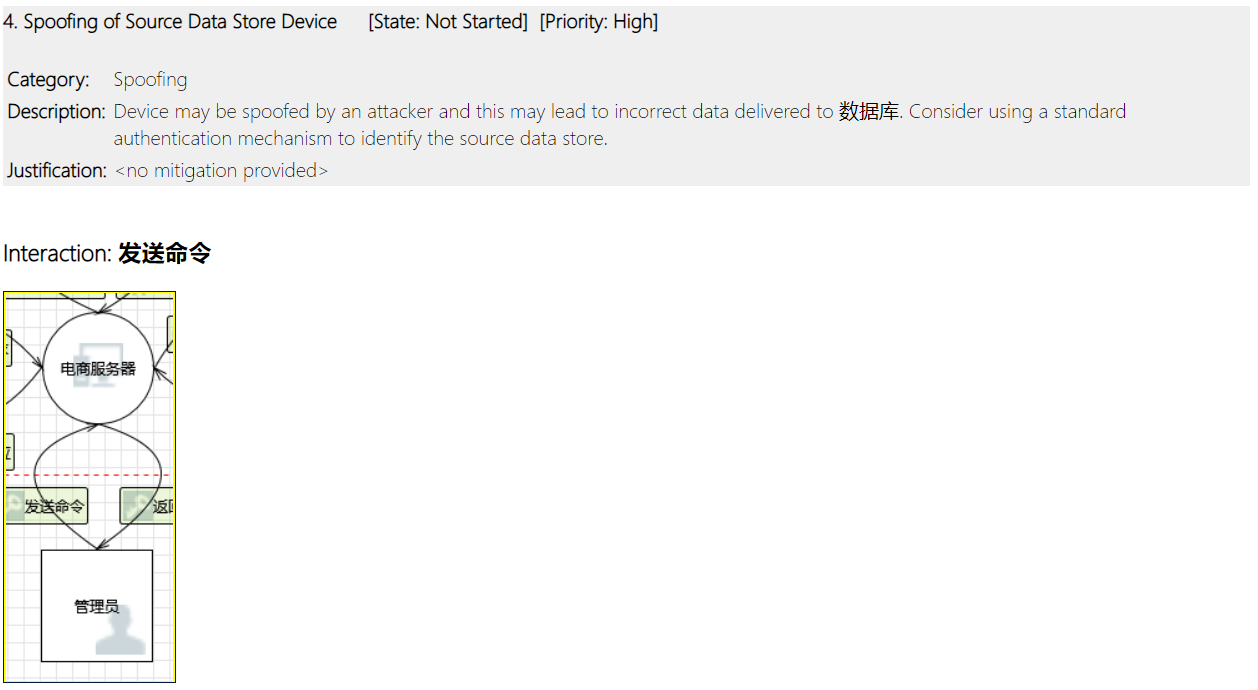 4. Spoofing of Source Data Store Device [State: Not Started] [Priority: High]
Category: Spoofing
Description: Device may be spoofed by an attacker and this may lead to incorrect data delivered to 数据库. Consider using a standard
authentication mechanism to identify the source data store.
Justification: <no mitigation provided>
Interaction: 发送命令
电商服务器
发送命令
返回
管理员